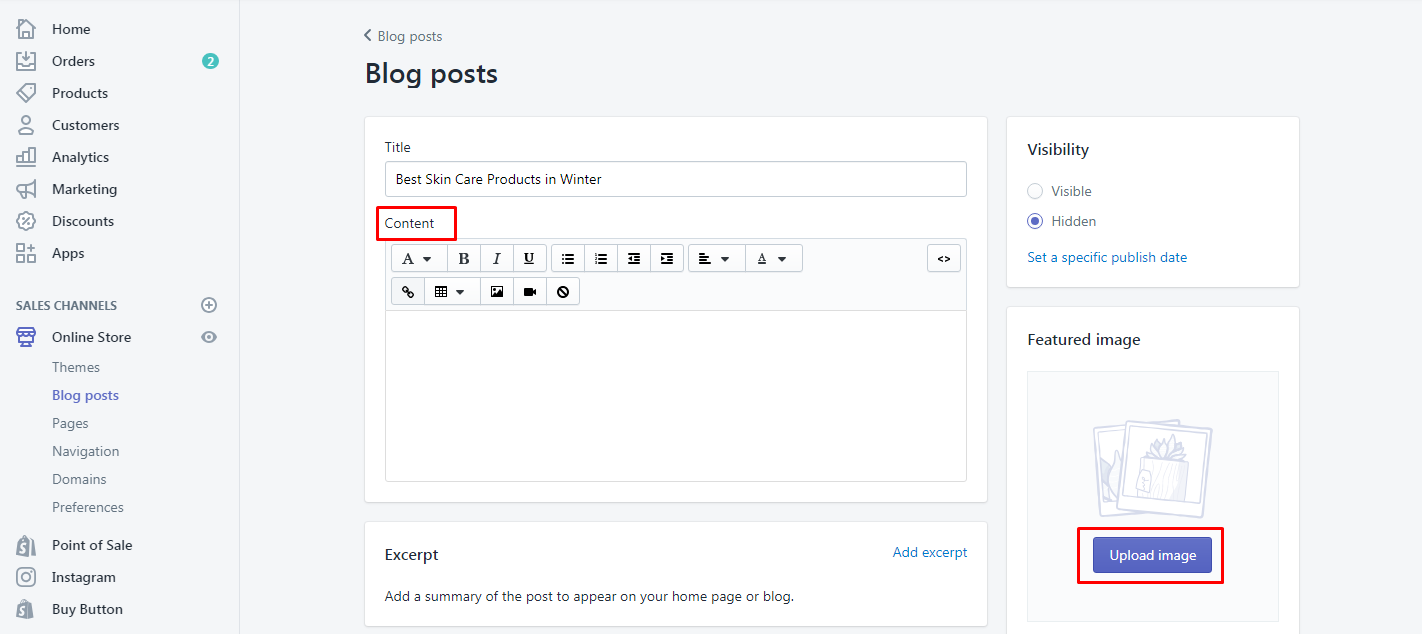 Home
Orders 2
Products
Customers
Analytics
Marketing
Discounts
Apps
SALES CHANNELS
Online Store
Themes
Blog posts
Pages
Navigation
Domains
Preferences
Point of Sale
Instagram
Buy Button
Blog posts
Blog posts
Title
Best Skin Care Products in Winter
Content
A B I U A <>
Excerpt Add excerpt
Add a summary of the post to appear on your home page or blog.
Visibility
Visible
Hidden
Set a specific publish date
Featured image
Upload image